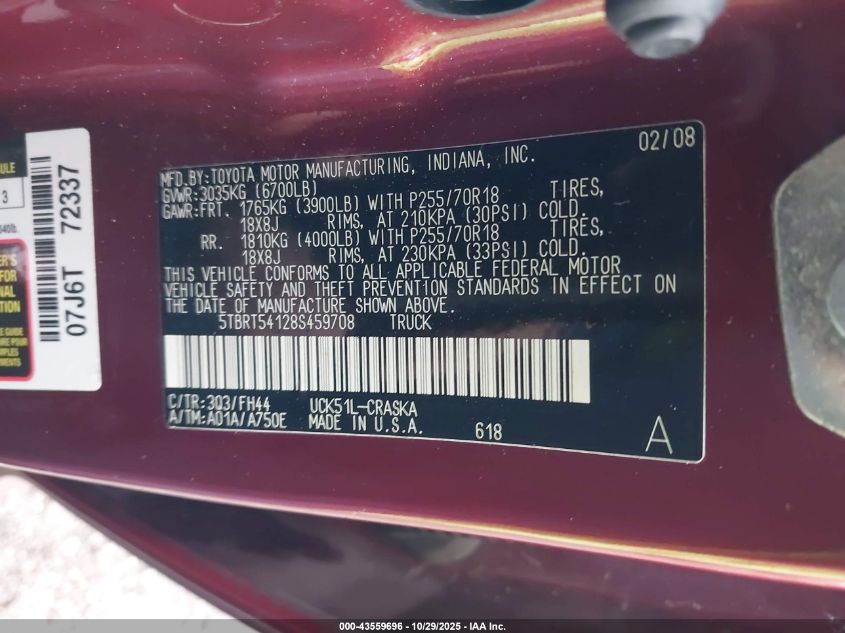 MFD.BY:TOYOTA MOTOR MANUFACTURING, INDIANA, INC. 02/08
GVWR:3035KG (6700LB)
GAWR:FRT. 1765KG (3900LB) WITH P255/70R18 TIRES,
18X8J RIMS, AT 210KPA (30PSI) COLD.
RR. 1810KG (4000LB) WITH P255/70R18 TIRES,
18X8J RIMS, AT 230KPA (33PSI) COLD.
THIS VEHICLE CONFORMS TO ALL APPLICABLE FEDERAL MOTOR
VEHICLE SAFETY AND THEFT PREVENTION STANDARDS IN EFFECT ON
THE DATE OF MANUFACTURE SHOWN ABOVE.
5TBRT54128S459708 TRUCK
C/TR:3Q3/FH44 UCK51L-CRASKA
A/TM:A01A/A750E MADE IN U.S.A. 618 A
07J6T 72337
000-43559696 - 10/29/2025 - IAA Inc.